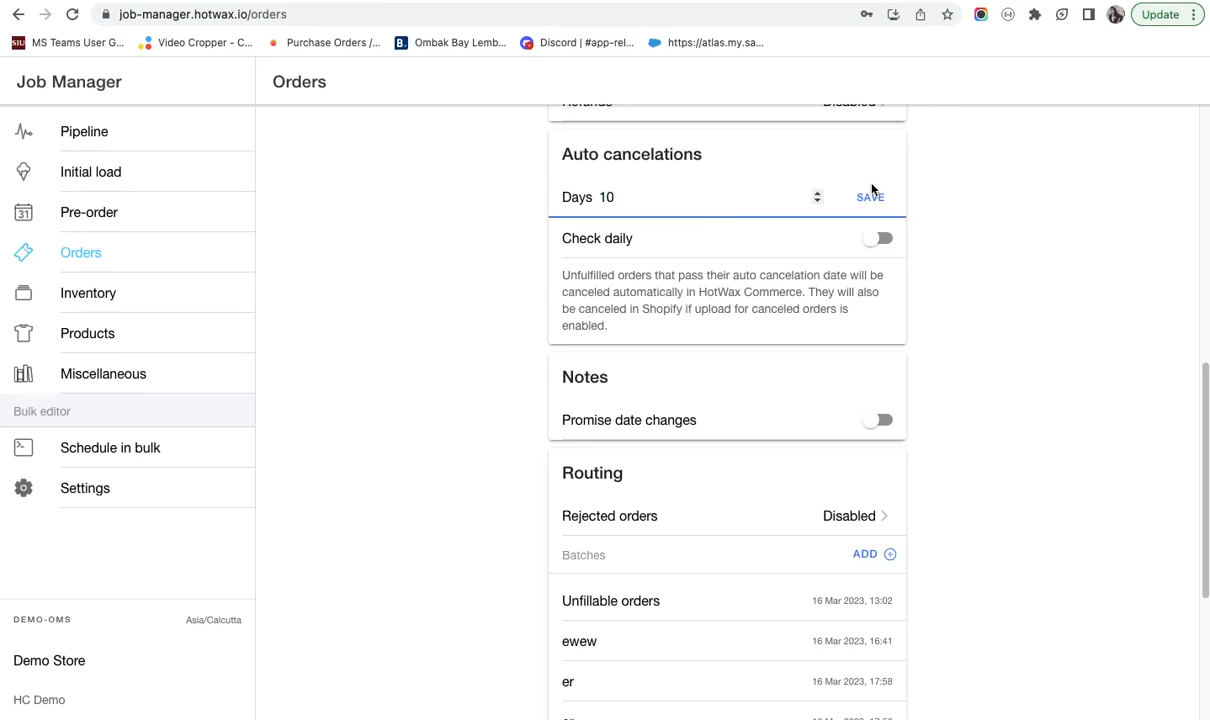 job-manager.hotwax.io/orders
Update
SIU MS Teams User G...
Video Cropper - C...
Purchase Orders /...
B. Ombak Bay Lemb...
Discord | #app-rel...
https://atlas.my.sa...
Job Manager
Orders
Pipeline
Initial load
31 Pre-order
Orders
Inventory
Products
Miscellaneous
Bulk editor
Schedule in bulk
Settings
DEMO-OMS
Asia/Calcutta
Demo Store
HC Demo
Refunds Disabled
Auto cancelations
Days 10 SAVE
Check daily
Unfulfilled orders that pass their auto cancelation date will be
canceled automatically in HotWax Commerce. They will also
be canceled in Shopify if upload for canceled orders is
enabled.
Notes
Promise date changes
Routing
Rejected orders Disabled
Batches ADD
Unfillable orders 16 Mar 2023, 13:02
ewew 16 Mar 2023, 16:41
er 16 Mar 2023, 17:58